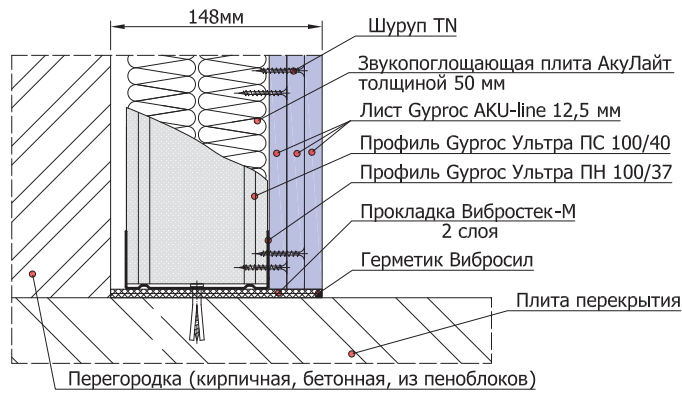 148мм
Шуруп TN
Звукопоглощающая плита АкуЛайт
толщиной 50 мм
Лист Gyproc AKU-line 12,5 мм
Профиль Gyproc Ультра ПС 100/40
Профиль Gyproc Ультра ПН 100/37
Прокладка Вибростек-М
2 слоя
Герметик Вибросил
Плита перекрытия
Перегородка (кирпичная, бетонная, из пеноблоков)